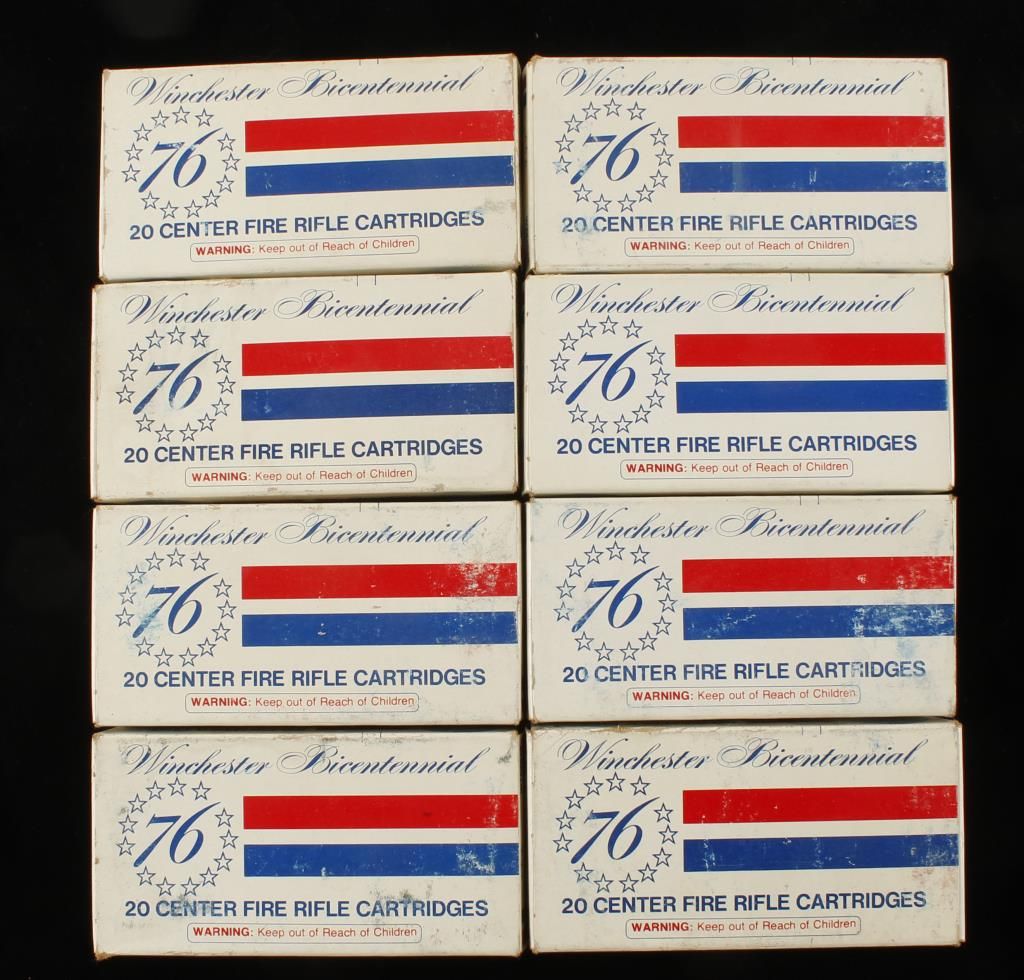 Winchester Bicentennial
76
20 CENTER FIRE RIFLE CARTRIDGES
WARNING: Keep out of Reach of Children
Winchester Bicentennial
76
20 CENTER FIRE RIFLE CARTRIDGES
WARNING: Keep out of Reach of Children
Winchester Bicentennial
76
20 CENTER FIRE RIFLE CARTRIDGES
WARNING: Keep out of Reach of Children
Winchester Bicentennial
76
20 CENTER FIRE RIFLE CARTRIDGES
WARNING: Keep out of Reach of Children
Winchester Bicentennial
76
20 CENTER FIRE RIFLE CARTRIDGES
WARNING: Keep out of Reach of Children
Winchester Bicentennial
76
20 CENTER FIRE RIFLE CARTRIDGES
WARNING: Keep out of Reach of Children
Winchester Bicentennial
76
20 CENTER FIRE RIFLE CARTRIDGES
WARNING: Keep out of Reach of Children
Winchester Bicentennial
76
20 CENTER FIRE RIFLE CARTRIDGES
WARNING: Keep out of Reach of Children